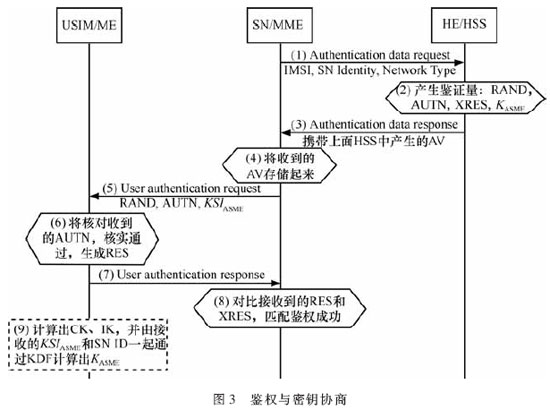 USIM/ME
SN/MME
HE/HSS
(1) Authentication data request
IMSI, SN Identity, Network Type
(2) 产生鉴证量：RAND,
AUTN, XRES, KASME
(3) Authentication data response
携带上面HSS中产生的AV
(4) 将收到的
AV存储起来
(5) User authentication request
RAND, AUTN, KSIASME
(6) 将核对收到
的AUTN，核实通
过，生成RES
(7) User authentication response
(8) 对比接收到的RES和
XRES，匹配鉴权成功
(9) 计算出CK、IK，并由接
收的KSIASME和SN ID一起通
过KDF计算出KASME
图 3 鉴权与密钥协商